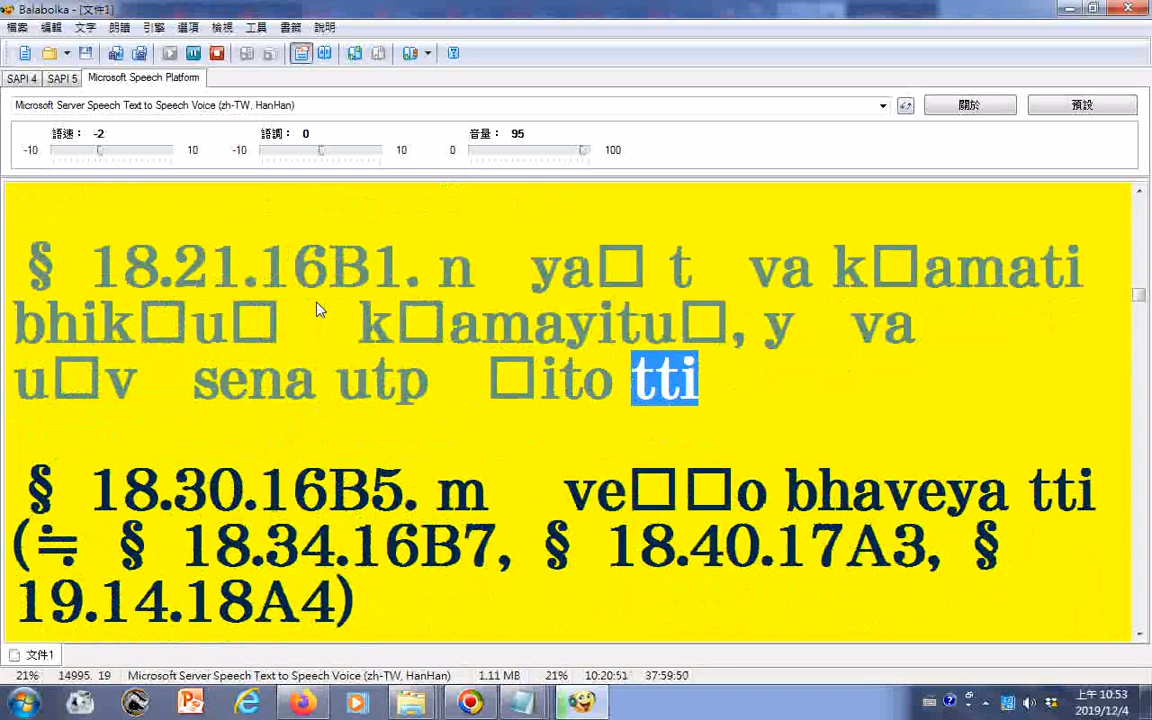 Balabolka - [文件1]
檔案 編輯 文字 朗讀 引擎 選項 檢視 工具 書籤 說明
SAPI 4 SAPI 5 Microsoft Speech Platform
Microsoft Server Speech Text to Speech Voice (zh-TW, HanHan) 關於 預設
語速： -2 語調： 0 音量： 95
-10 10 -10 10 0 100
§ 18.21.16B1. n ya□ t va k□amati
bhik□u□ k□amayitu□, y va
u□v sena utp □ito tti
§ 18.30.16B5. m ve□□o bhaveya tti
(≒ § 18.34.16B7, § 18.40.17A3, §
19.14.18A4)
文件1
21% 14995. 19 Microsoft Server Speech Text to Speech Voice (zh-TW, HanHan) 1.11 MB 21% 10:20:51 37:59:50
上午 10:53
2019/12/4